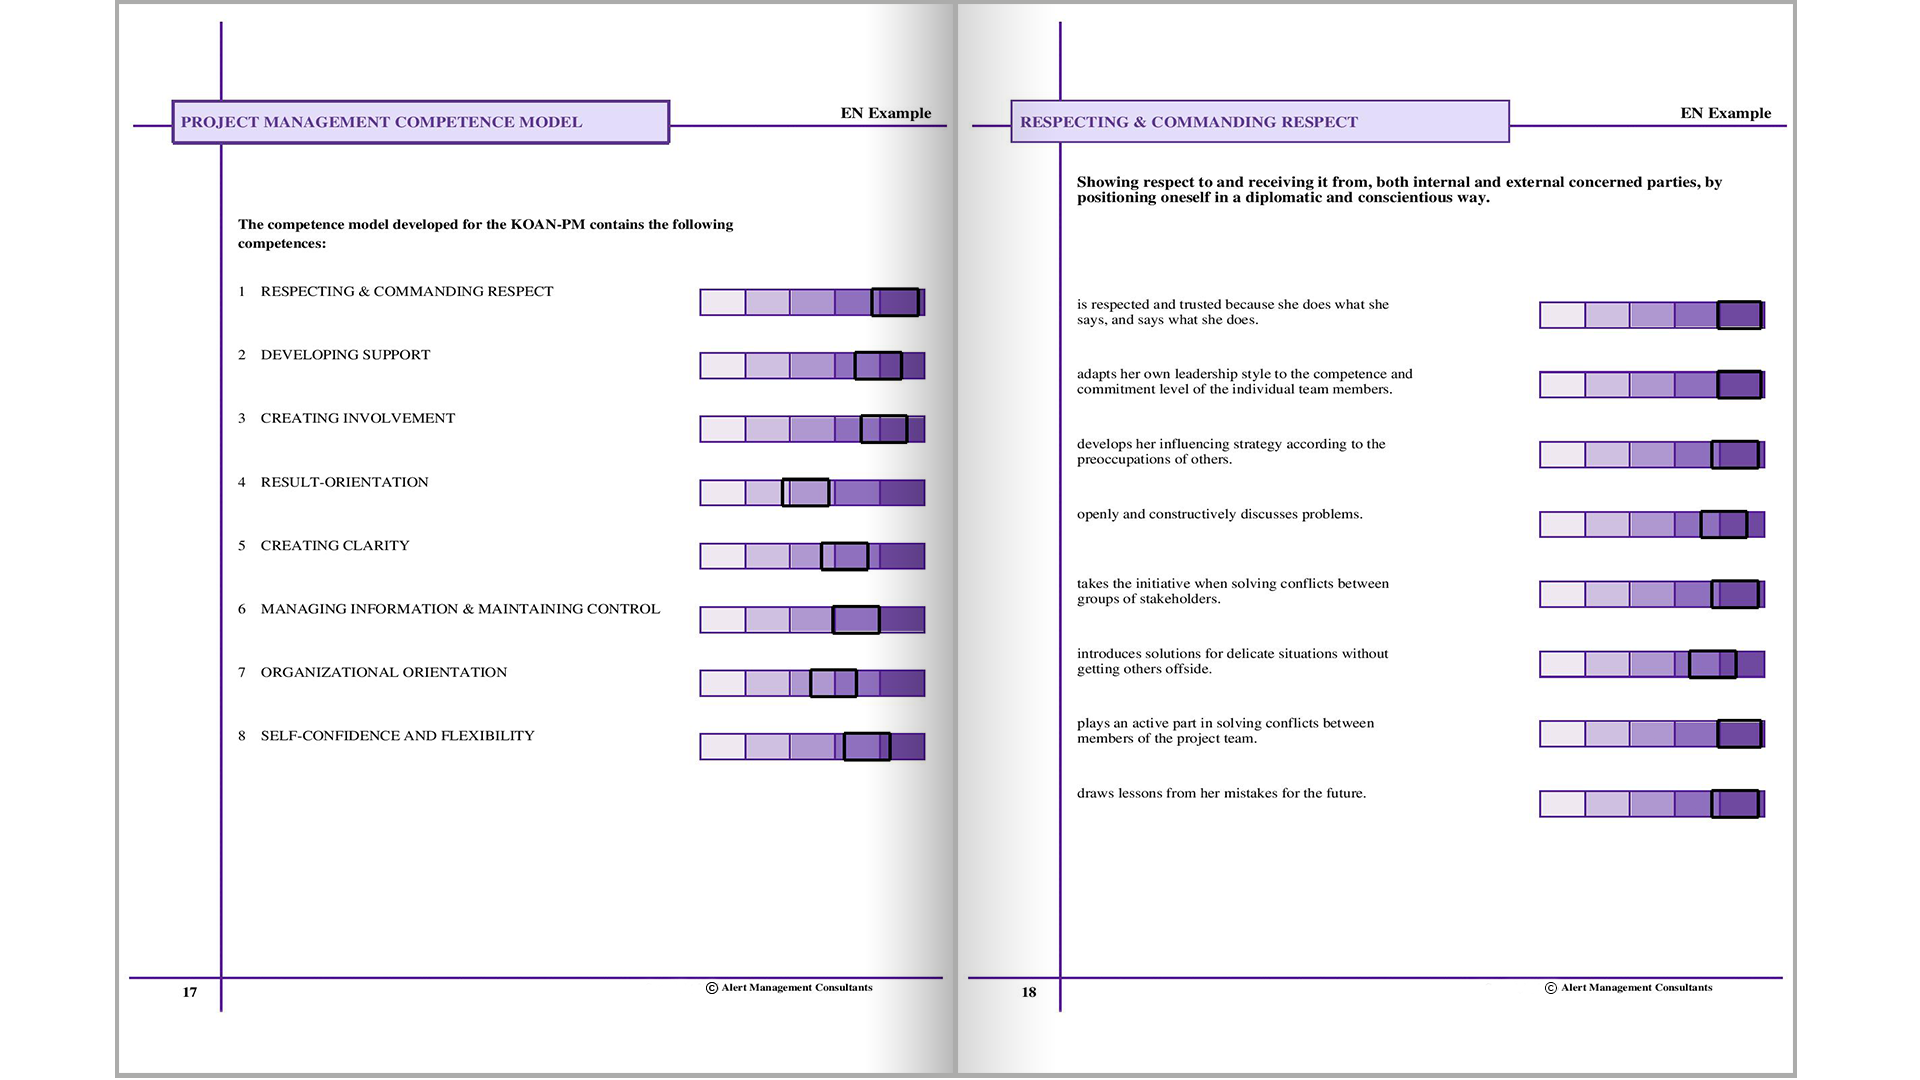 PROJECT MANAGEMENT COMPETENCE MODEL
EN Example
The competence model developed for the KOAN-PM contains the following
competences:
1 RESPECTING & COMMANDING RESPECT
2 DEVELOPING SUPPORT
3 CREATING INVOLVEMENT
4 RESULT-ORIENTATION
5 CREATING CLARITY
6 MANAGING INFORMATION & MAINTAINING CONTROL
7 ORGANIZATIONAL ORIENTATION
8 SELF-CONFIDENCE AND FLEXIBILITY
17
© Alert Management Consultants
RESPECTING & COMMANDING RESPECT
EN Example
Showing respect to and receiving it from, both internal and external concerned parties, by
positioning oneself in a diplomatic and conscientious way.
is respected and trusted because she does what she
says, and says what she does.
adapts her own leadership style to the competence and
commitment level of the individual team members.
develops her influencing strategy according to the
preoccupations of others.
openly and constructively discusses problems.
takes the initiative when solving conflicts between
groups of stakeholders.
introduces solutions for delicate situations without
getting others offside.
plays an active part in solving conflicts between
members of the project team.
draws lessons from her mistakes for the future.
18
© Alert Management Consultants